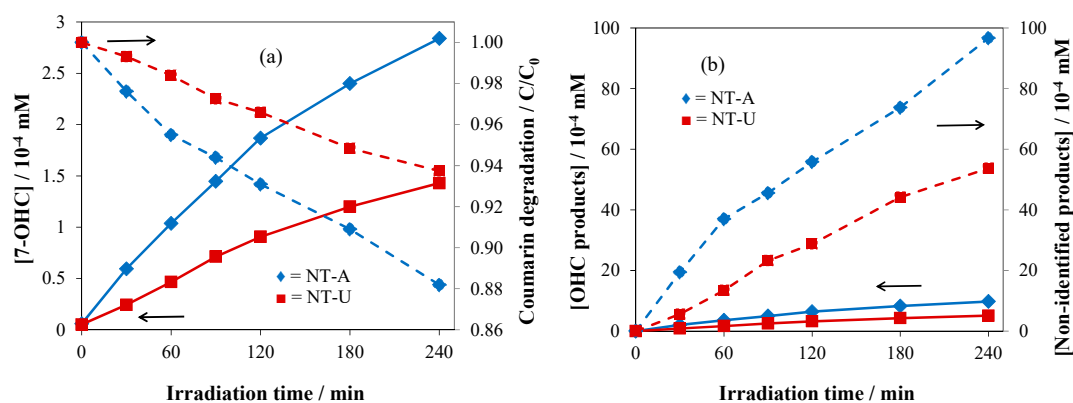 [7-OHC] / 10⁻⁴ mM
3
2.5
2
1.5
1
0.5
0
(a)
= NT-A
= NT-U
1.00
0.98
0.96
0.94
0.92
0.90
0.88
0.86
Coumarin degradation / C/C₀
0 60 120 180 240
Irradiation time / min
[OHC products] / 10⁻⁴ mM
100
80
60
40
20
0
(b)
= NT-A
= NT-U
100
80
60
40
20
0
[Non-identified products] / 10⁻⁴ mM
0 60 120 180 240
Irradiation time / min